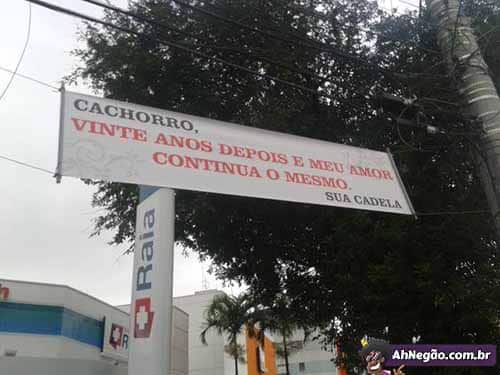 CACHORRO,
VINTE ANOS DEPOIS E MEU AMOR
CONTINUA O MESMO.
SUA CADELA
Raia
AhNegão.com.br